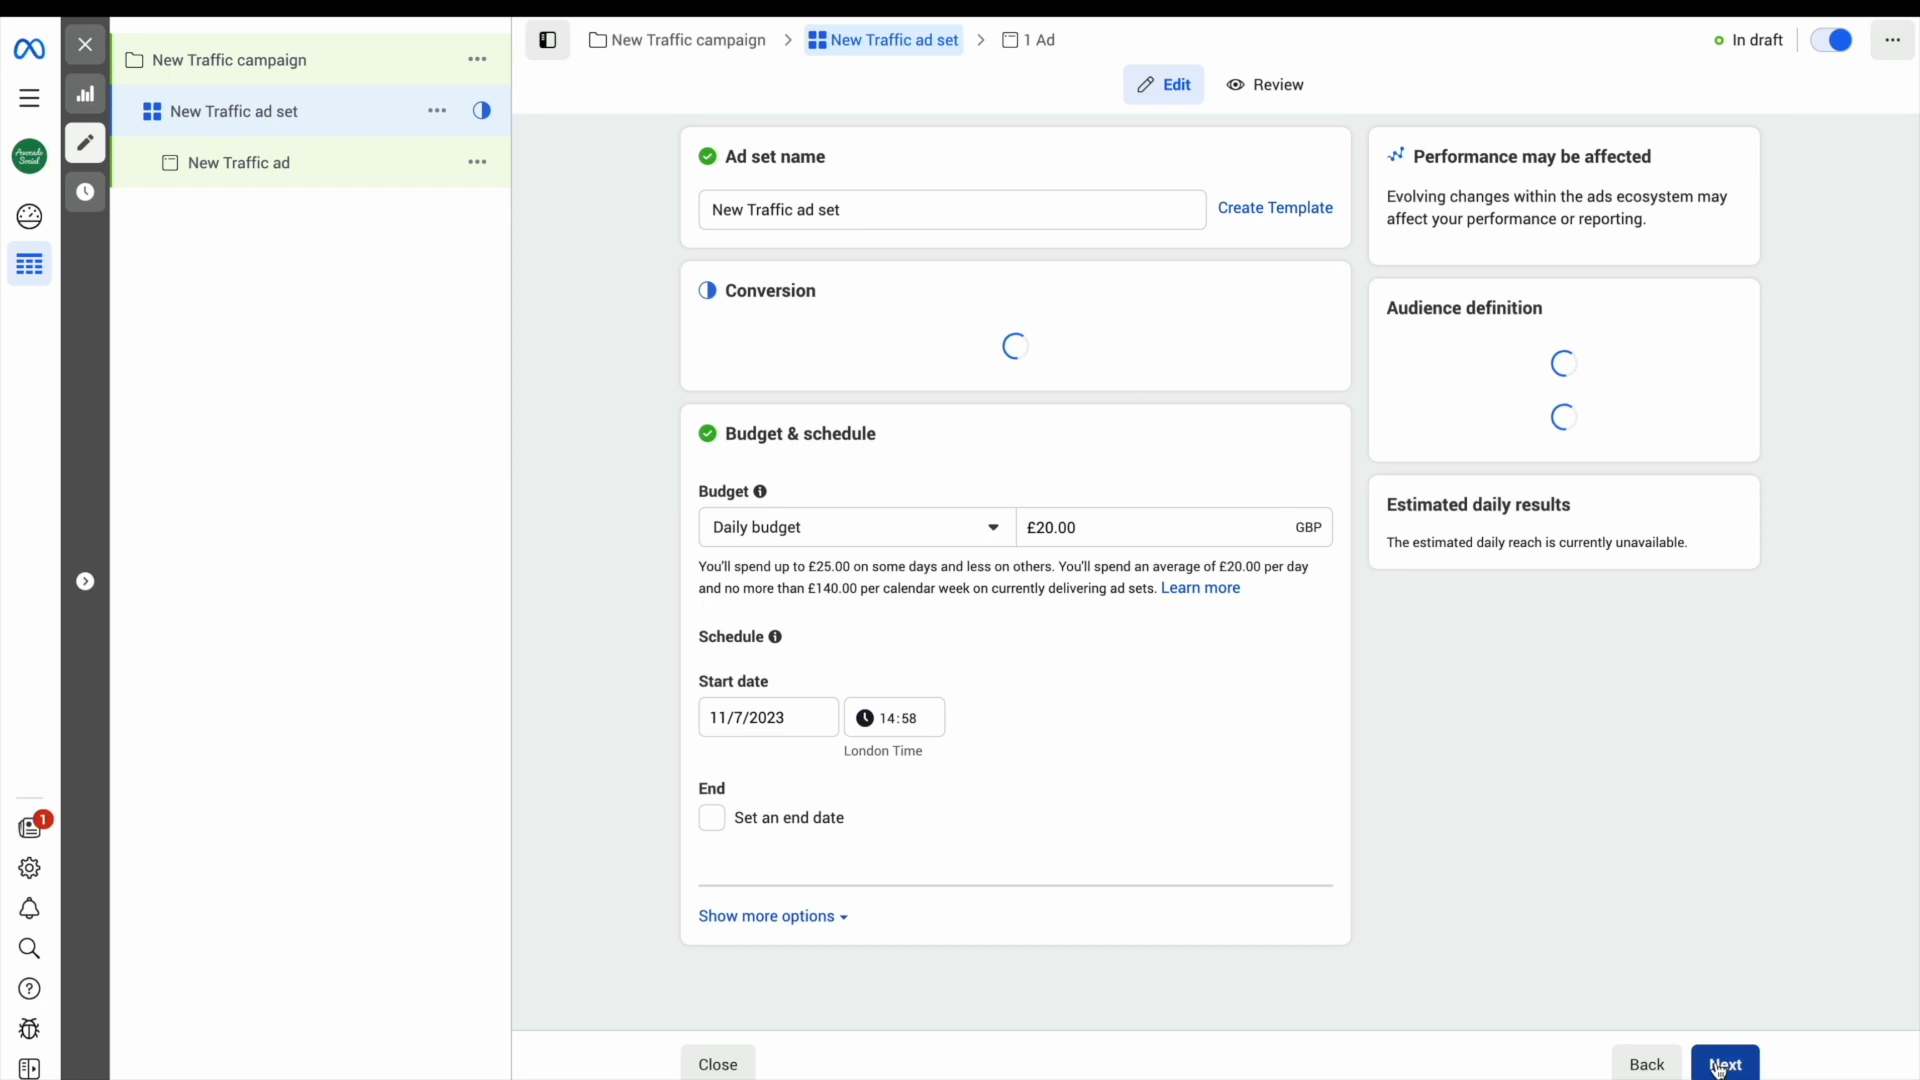 New Traffic campaign
New Traffic ad set
New Traffic ad
Avocado
Social
1
New Traffic campaign
New Traffic ad set
1 Ad
In draft
Edit
Review
Ad set name
New Traffic ad set
Create Template
Conversion
Budget & schedule
Budget
Daily budget
£20.00
GBP
You'll spend up to £25.00 on some days and less on others. You'll spend an average of £20.00 per day
and no more than £140.00 per calendar week on currently delivering ad sets. Learn more
Schedule
Start date
11/7/2023
14:58
London Time
End
Set an end date
Show more options
Performance may be affected
Evolving changes within the ads ecosystem may
affect your performance or reporting.
Audience definition
Estimated daily results
The estimated daily reach is currently unavailable.
Close
Back
Next